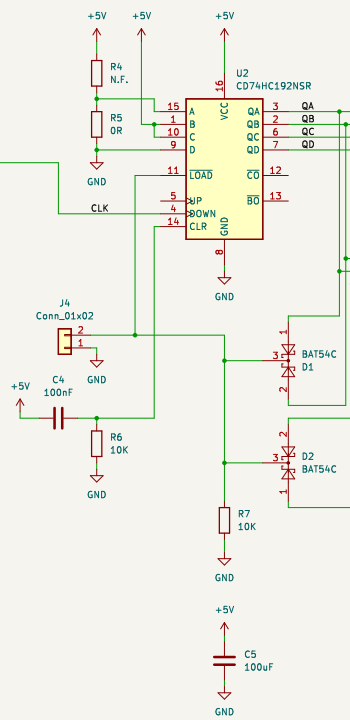 +5V +5V +5V
R4
N.F.
U2
CD74HC192NSR
16
VCC
15 A QA 3 QA
R5
0R
1 B QB 2 QB
10 C QC 6 QC
9 D QD 7 QD
GND
11 LOAD CO 12
5 UP BO 13
CLK 4 DOWN
14 CLR
GND
8
GND
J4
Conn_01x02
2
1
GND
1
3
BAT54C
D1
2
+5V
C4
100nF
R6
10K
GND
2
3
D2
BAT54C
1
R7
10K
GND
+5V
C5
100uF
GND